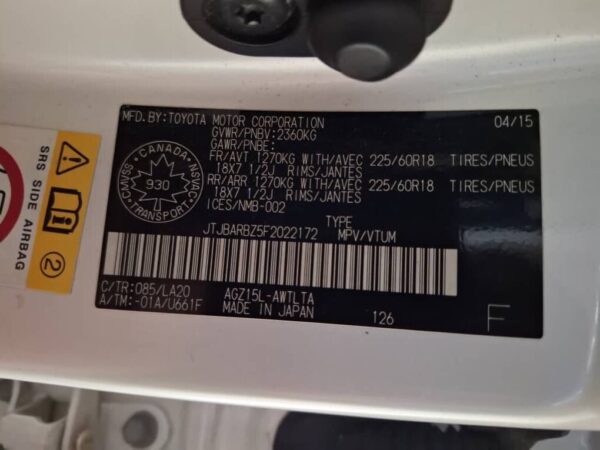 MFD.BY:TOYOTA MOTOR CORPORATION 04/15
GVWR/PNBV:2360KG
GAWR/PNBE:
FR/AVT 1270KG WITH/AVEC 225/60R18 TIRES/PNEUS
18X7 1/2J RIMS/JANTES
RR/ARR 1270KG WITH/AVEC 225/60R18 TIRES/PNEUS
18X7 1/2J RIMS/JANTES
ICES/NMB-002
CANADA
930
TRANSPORT
TYPE
JTJBARBZ5F2022172 MPV/VTUM
C/TR:085/LA20 AGZ15L-AWTLTA
A/TM:-01A/U661F MADE IN JAPAN 126 F
SRS SIDE AIRBAG
2